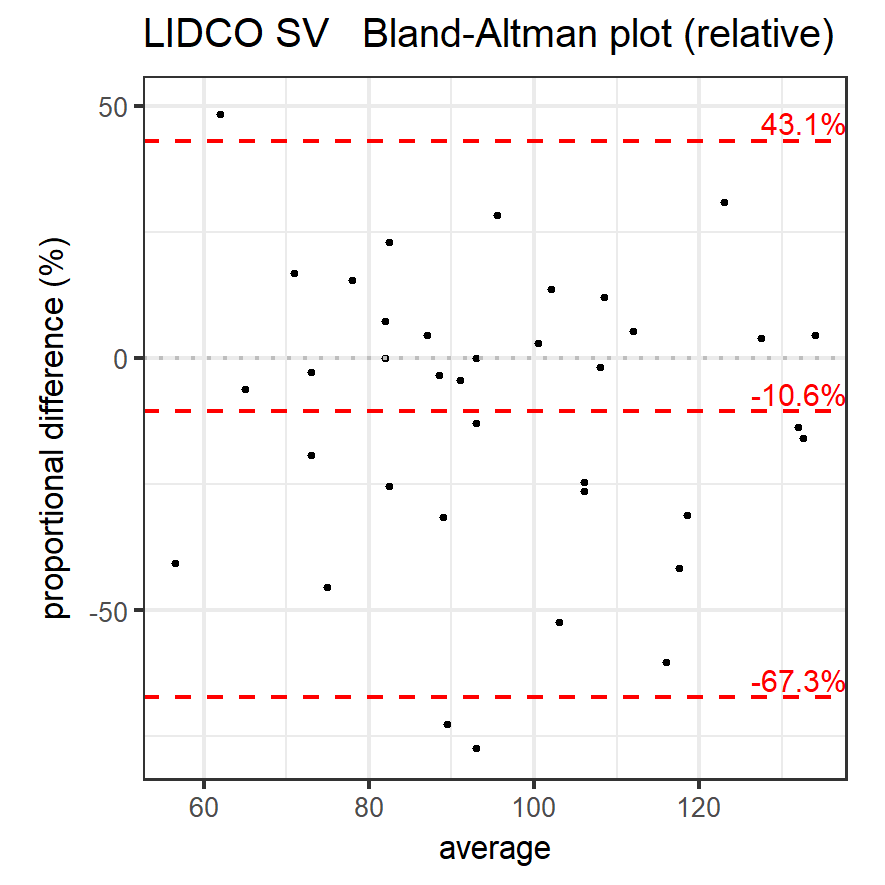 LIDCO SV   Bland-Altman plot (relative)
50
43.1%
0
-10.6%
-50
-67.3%
60 80 100 120
average
proportional difference (%)